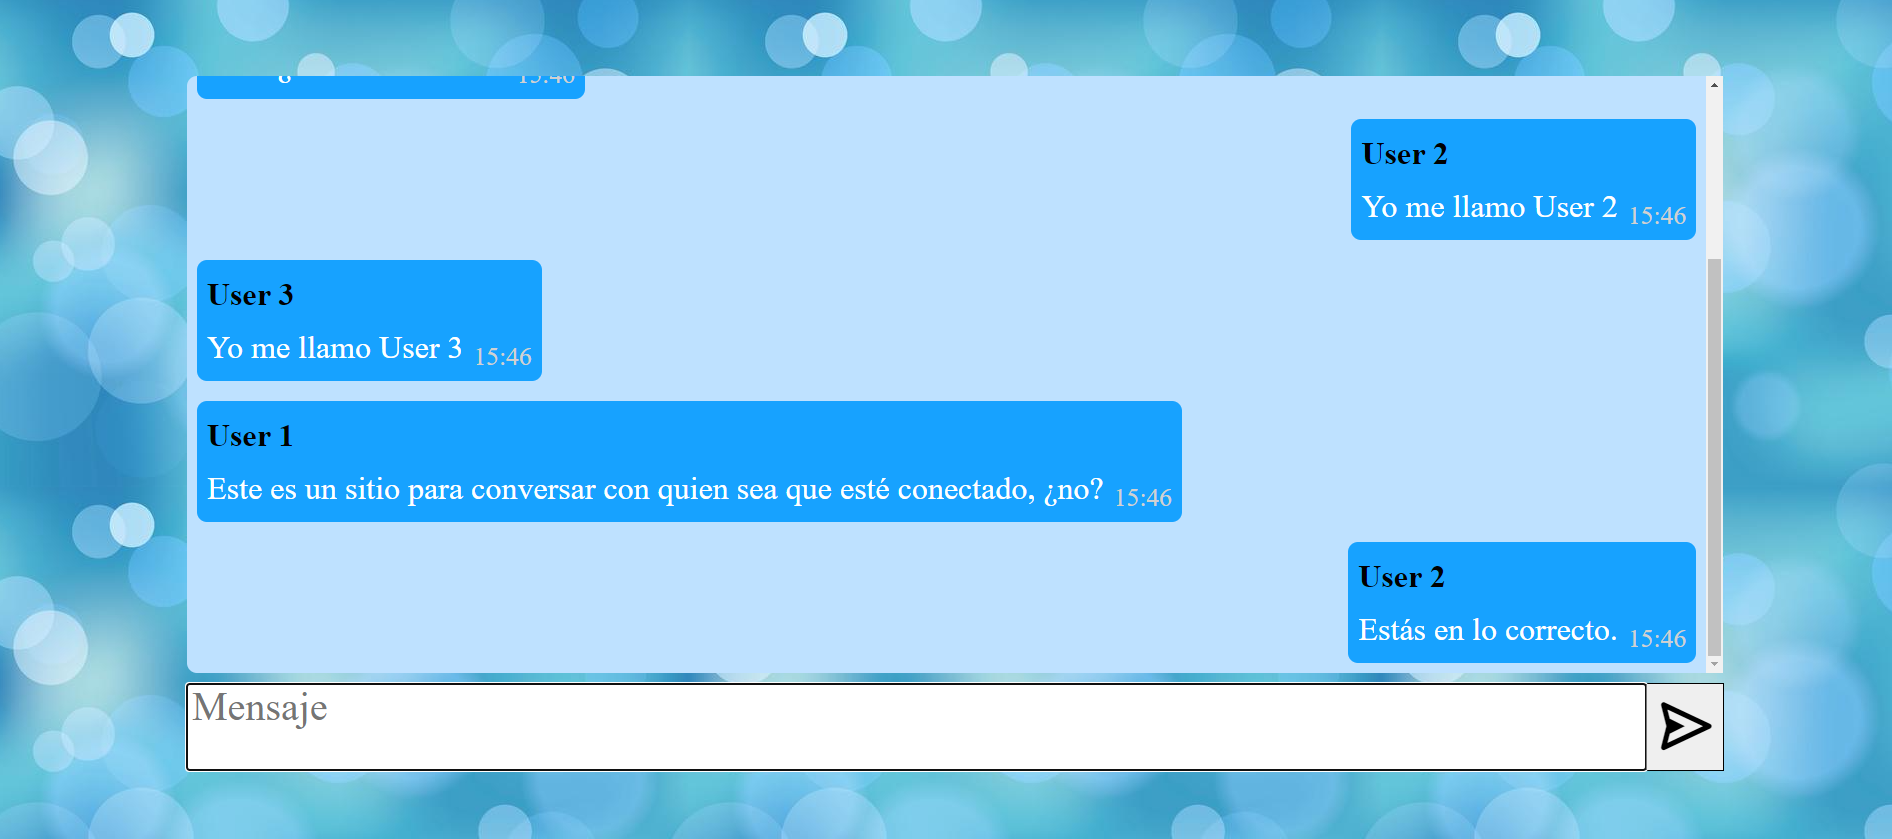 15:46
User 2
Yo me llamo User 2 15:46
User 3
Yo me llamo User 3 15:46
User 1
Este es un sitio para conversar con quien sea que esté conectado, ¿no? 15:46
User 2
Estás en lo correcto. 15:46
Mensaje